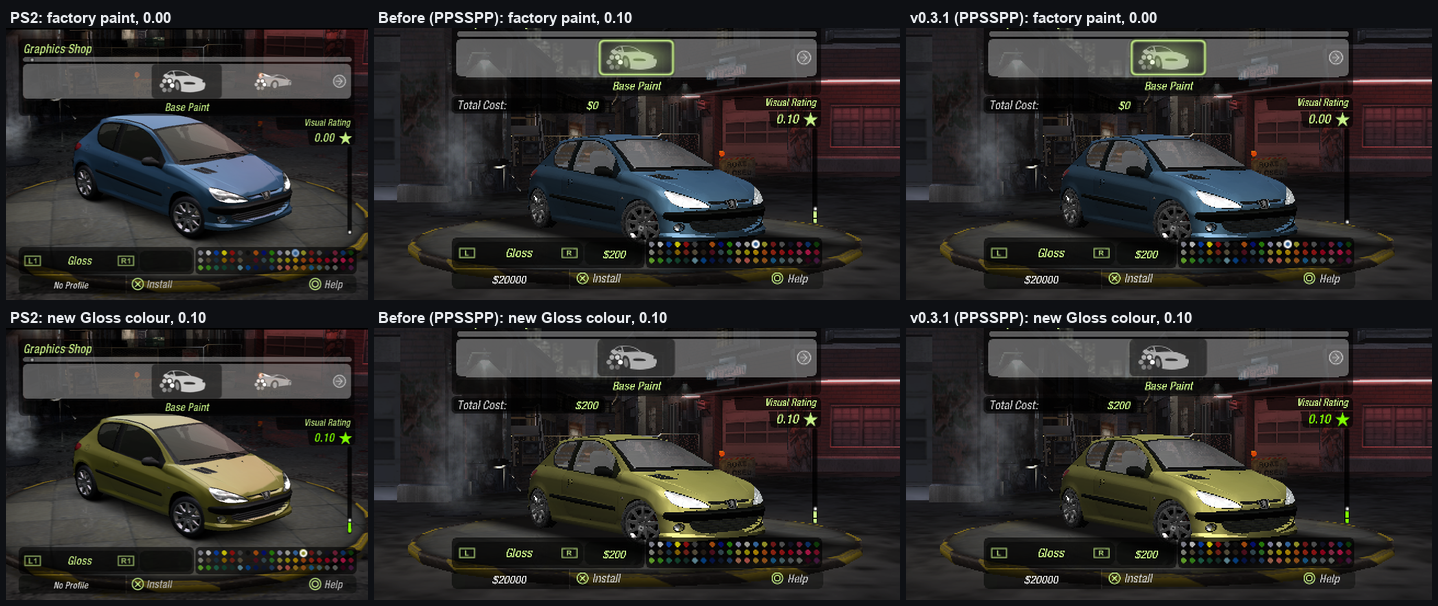 PS2: factory paint, 0.00
Graphics Shop
Base Paint
Visual Rating
0.00
L1 Gloss R1
No Profile Install Help
Before (PPSSPP): factory paint, 0.10
Base Paint
Total Cost: $0
Visual Rating
0.10
L Gloss R $200
$20000 Install Help
v0.3.1 (PPSSPP): factory paint, 0.00
Base Paint
Total Cost: $0
Visual Rating
0.00
L Gloss R $200
$20000 Install Help
PS2: new Gloss colour, 0.10
Graphics Shop
Base Paint
Visual Rating
0.10
L1 Gloss R1
No Profile Install Help
Before (PPSSPP): new Gloss colour, 0.10
Base Paint
Total Cost: $200
Visual Rating
0.10
L Gloss R $200
$20000 Install Help
v0.3.1 (PPSSPP): new Gloss colour, 0.10
Base Paint
Total Cost: $200
Visual Rating
0.10
L Gloss R $200
$20000 Install Help